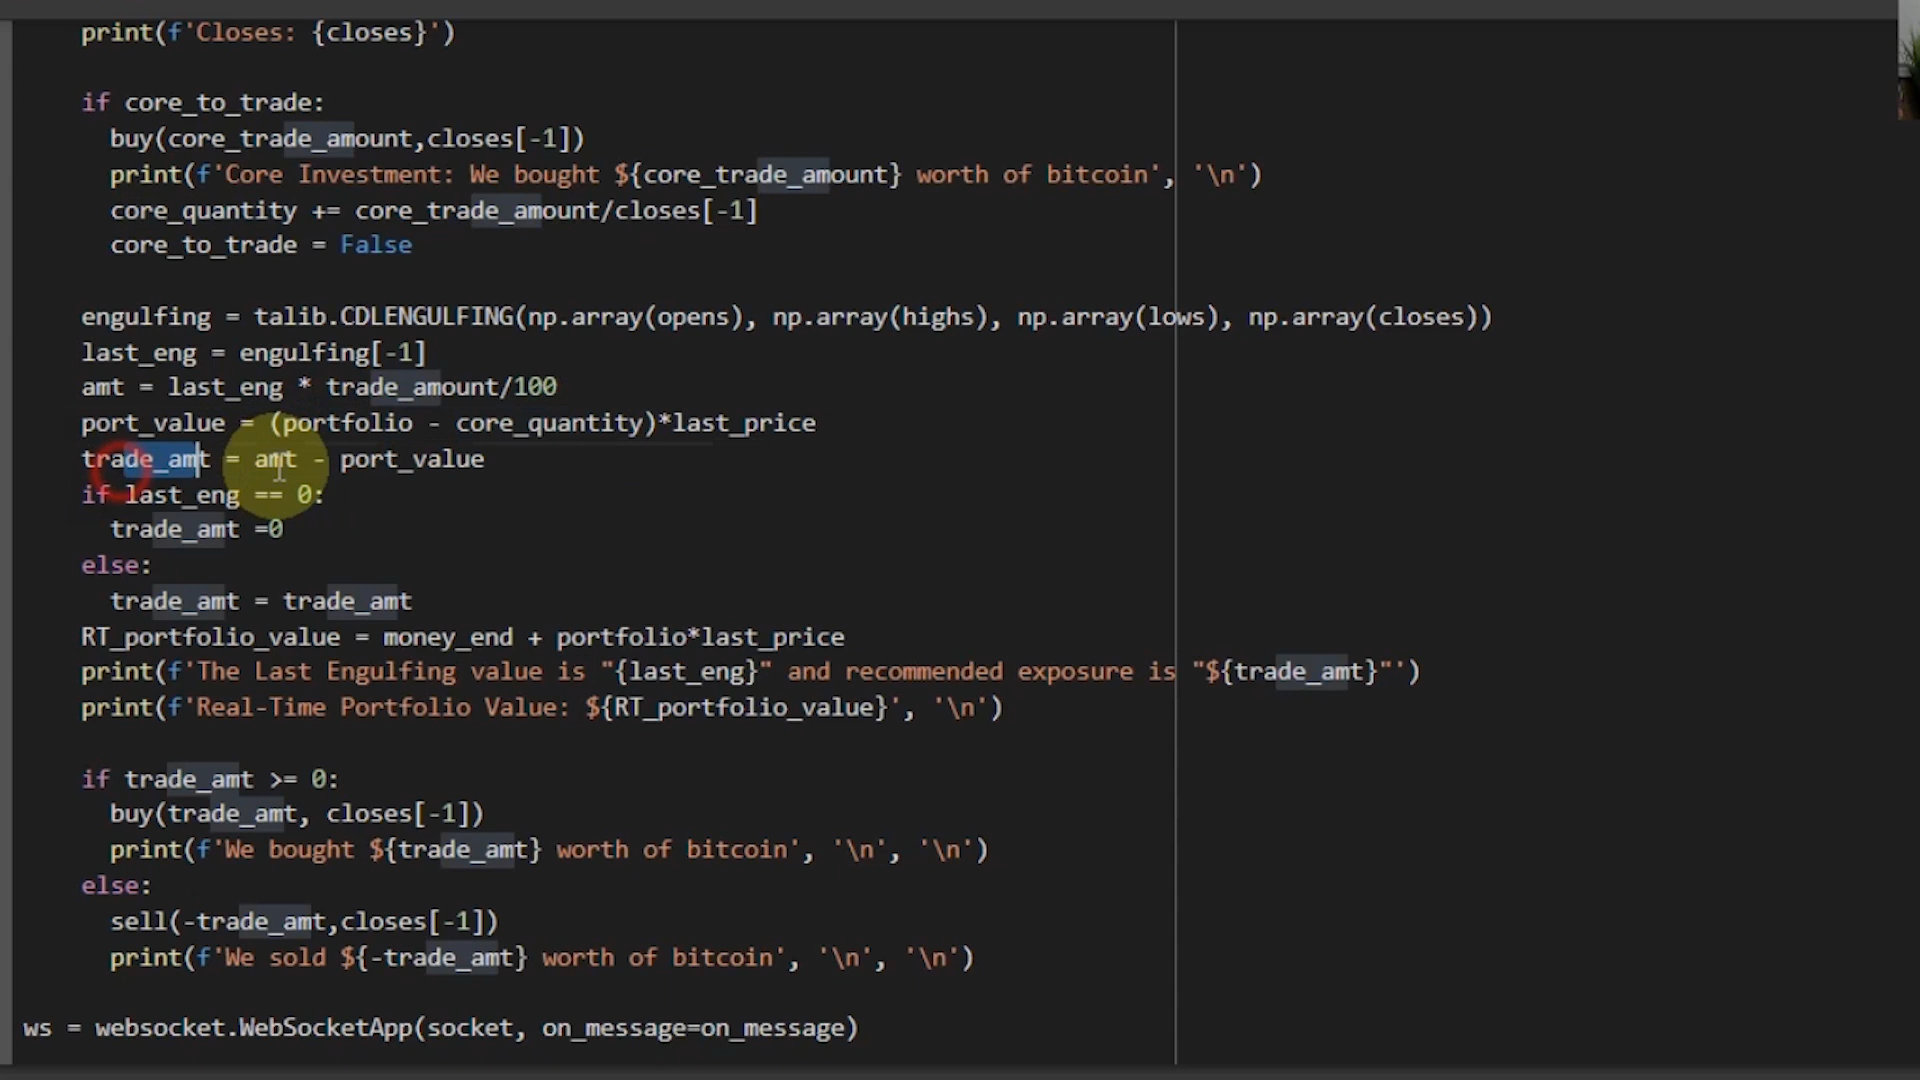 print(f'Closes: {closes}')
if core_to_trade:
buy(core_trade_amount,closes[-1])
print(f'Core Investment: We bought ${core_trade_amount} worth of bitcoin', '\n')
core_quantity += core_trade_amount/closes[-1]
core_to_trade = False
engulfing = talib.CDLENGULFING(np.array(opens), np.array(highs), np.array(lows), np.array(closes))
last_eng = engulfing[-1]
amt = last_eng * trade_amount/100
port_value = (portfolio - core_quantity)*last_price
trade_amt = amt - port_value
if last_eng == 0:
trade_amt =0
else:
trade_amt = trade_amt
RT_portfolio_value = money_end + portfolio*last_price
print(f'The Last Engulfing value is "{last_eng}" and recommended exposure is "${trade_amt}"')
print(f'Real-Time Portfolio Value: ${RT_portfolio_value}', '\n')
if trade_amt >= 0:
buy(trade_amt, closes[-1])
print(f'We bought ${trade_amt} worth of bitcoin', '\n', '\n')
else:
sell(-trade_amt,closes[-1])
print(f'We sold ${-trade_amt} worth of bitcoin', '\n', '\n')
ws = websocket.WebSocketApp(socket, on_message=on_message)